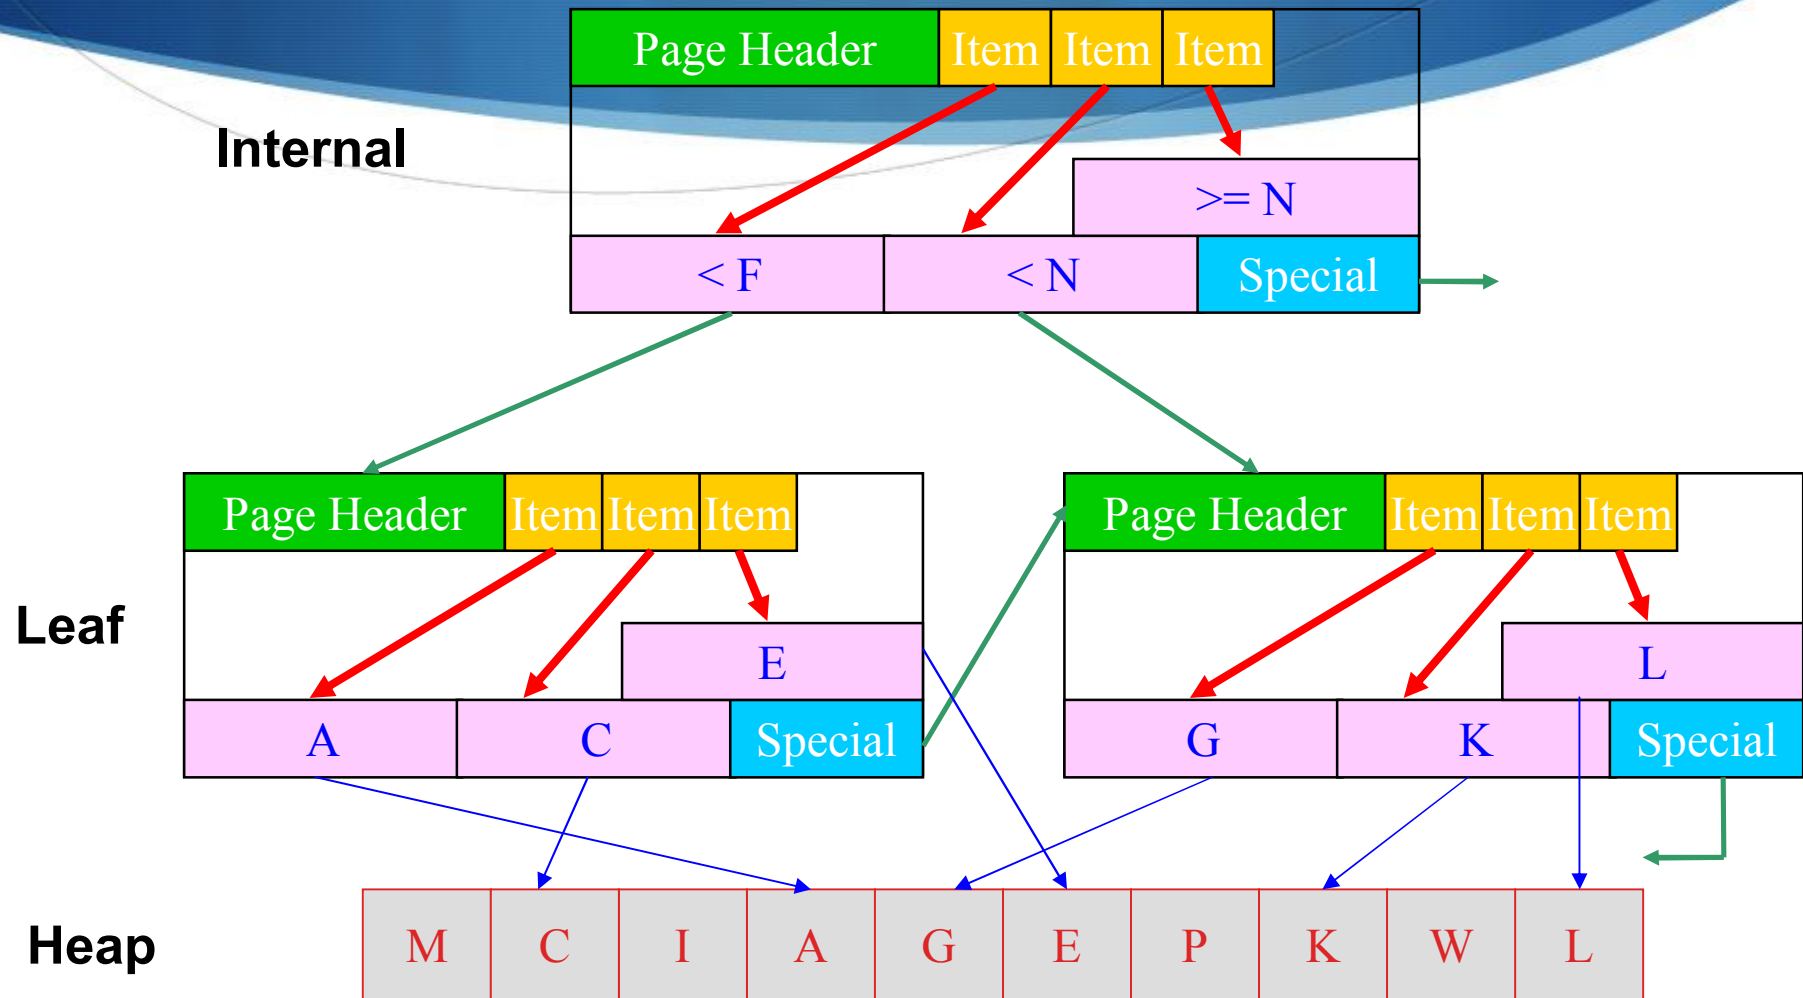 Page Header Item Item Item
Internal
>= N
< F < N Special
Page Header Item Item Item Page Header Item Item Item
Leaf
E L
A C Special G K Special
Heap M C I A G E P K W L